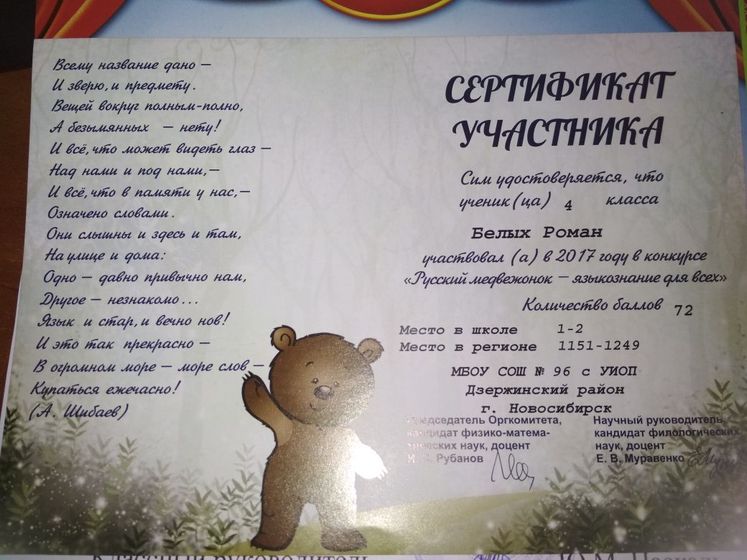 Всему название дано —
И зверю, и предмету.
Вещей вокруг полным-полно,
А безымянных — нету!
И всё, что может видеть глаз —
Над нами и под нами, —
И всё, что в памяти у нас, —
Означено словами.
Они слышны и здесь и там,
На улице и дома:
Одно — давно привычно нам,
Другое — незнакомо...
Язык и стар, и вечно нов!
И это так прекрасно —
В огромном море — море слов —
Купаться ежечасно!
(А. Шибаев)
СЕРТИФИКАТ
УЧАСТНИКА
Сим удостоверяется, что
ученик (ца) 4 класса
Белых Роман
участвовал (а) в 2017 году в конкурсе
«Русский медвежонок — языкознание для всех»
Количество баллов 72
Место в школе 1-2
Место в регионе 1151-1249
МБОУ СОШ № 96 с УИОП
Дзержинский район
г. Новосибирск
Председатель Оргкомитета,
кандидат физико-матема-
тических наук, доцент
Рубанов
Научный руководитель,
кандидат филологических
наук, доцент
Е. В. Муравенко